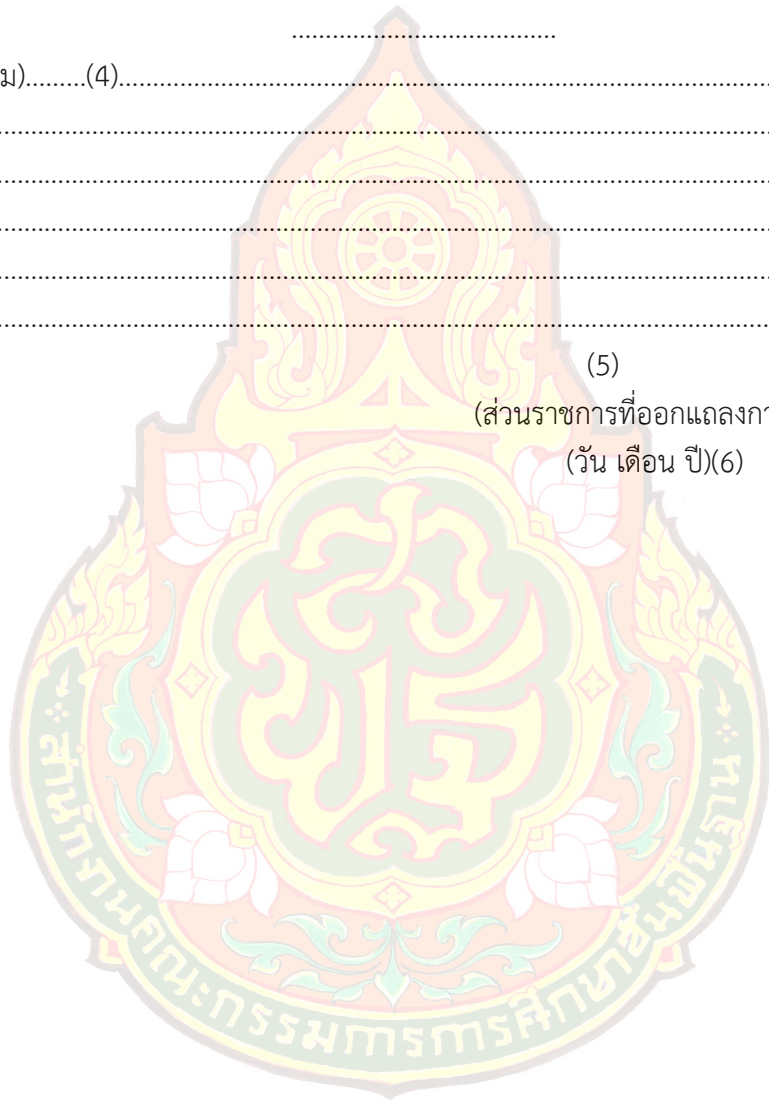 ................................
ม)........(4)................................................................................
................................................................................
................................................................................
................................................................................
................................................................................
................................................................................
(5)
(ส่วนราชการที่ออกแถลงกา
(วัน เดือน ปี)(6)
สพฐ
สำนักงานคณะกรรมการการศึกษาขั้นพื้นฐาน